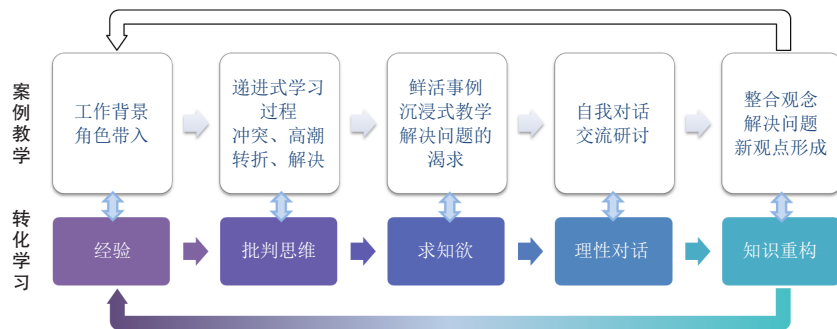 案例教学
工作背景
角色带入
递进式学习
过程
冲突、高潮
转折、解决
鲜活事例
沉浸式教学
解决问题的
渴求
自我对话
交流研讨
整合观念
解决问题
新观点形成
转化学习
经验
批判思维
求知欲
理性对话
知识重构